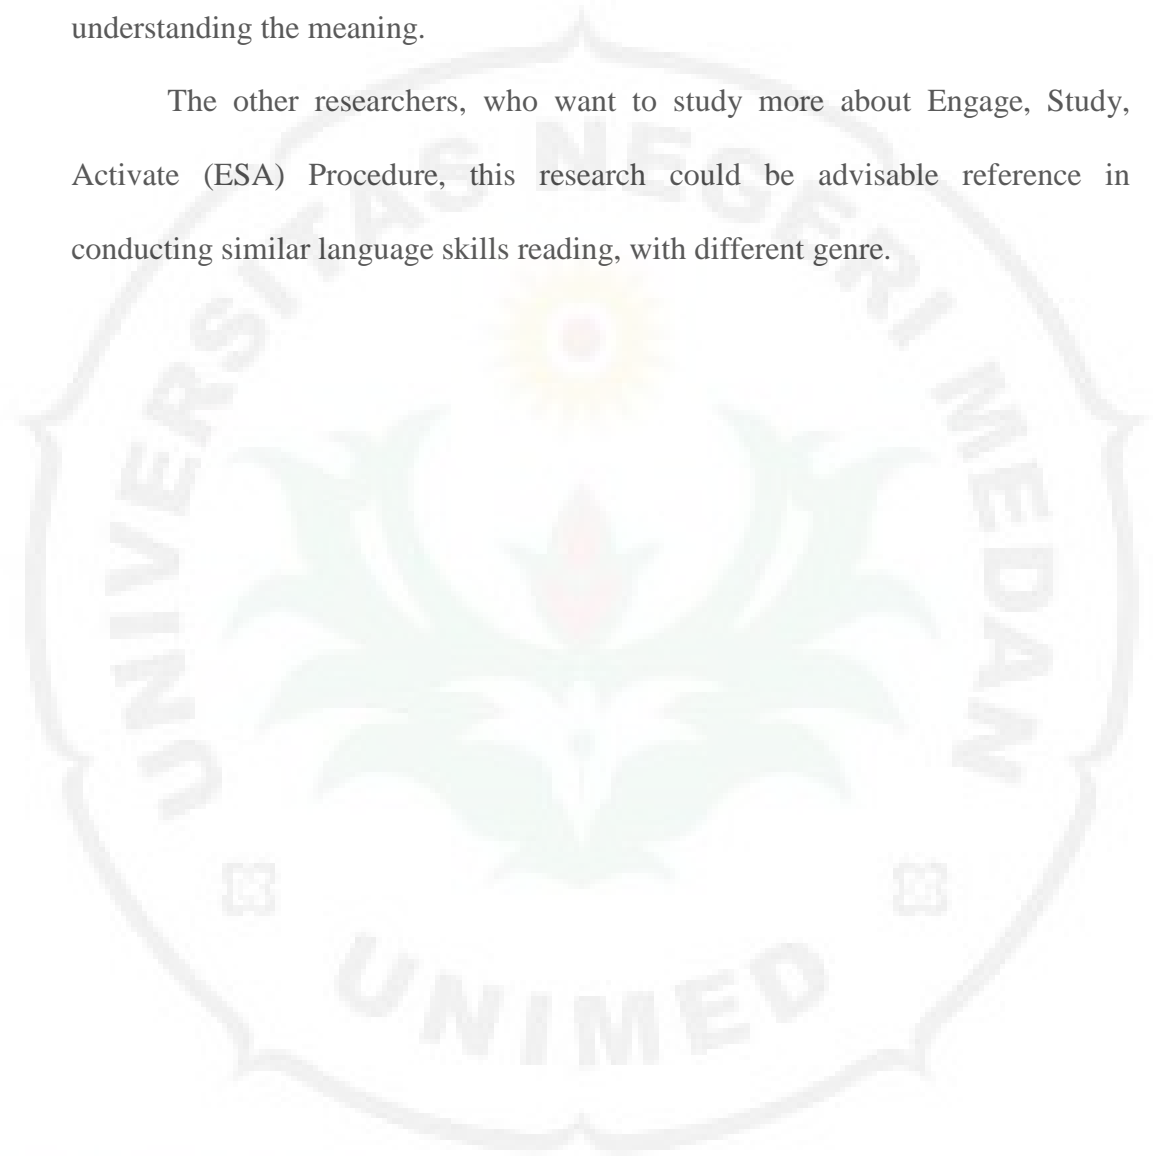 understanding the meaning.
The other researchers, who want to study more about Engage, Study,
Activate (ESA) Procedure, this research could be advisable reference in
conducting similar language skills reading, with different genre.
UNIVERSITAS NEGERI MEDAN
UNIMED